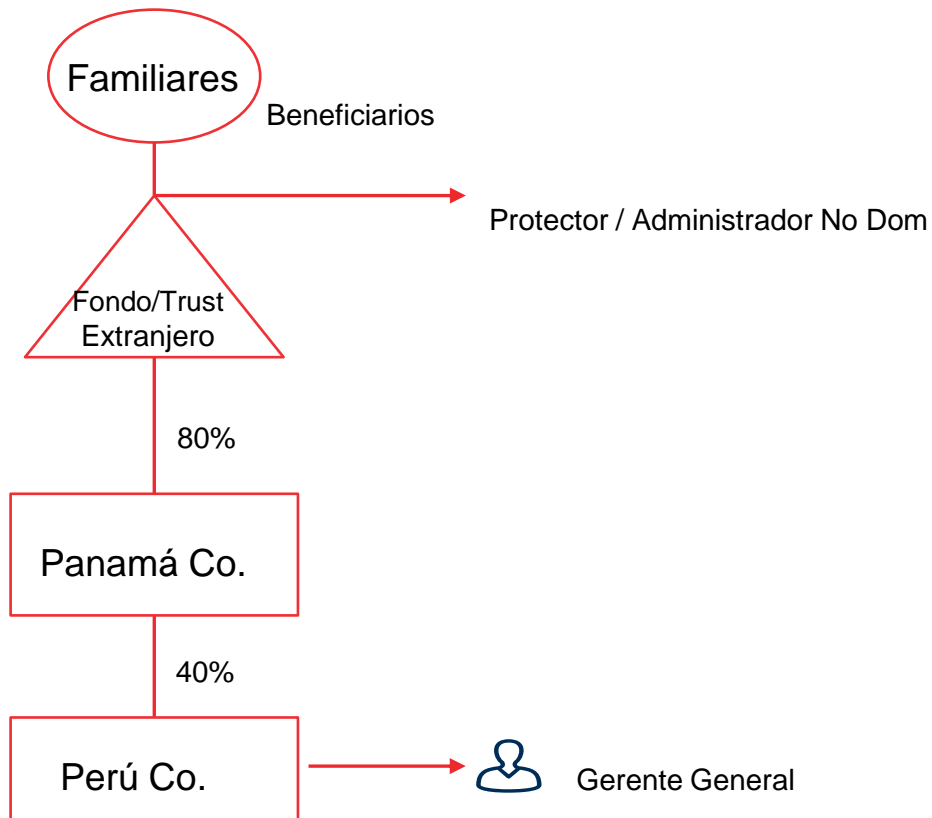 Familiares
Beneficiarios
Protector / Administrador No Dom
Fondo/Trust
Extranjero
80%
Panamá Co.
40%
Perú Co.
Gerente General